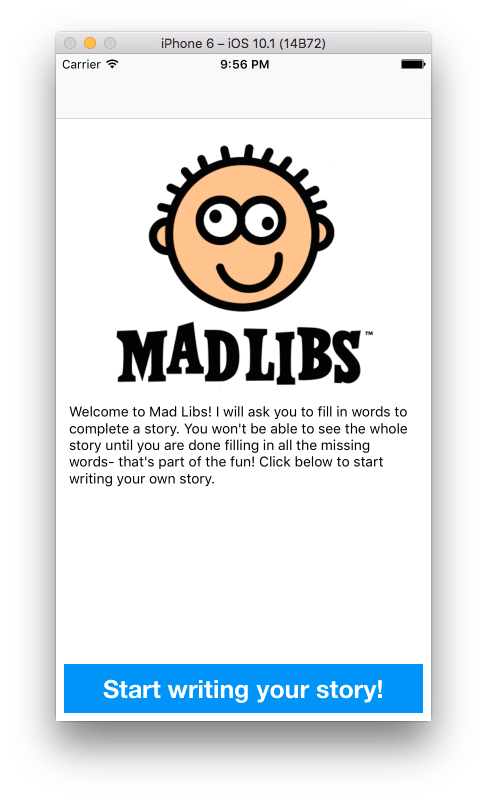 iPhone 6 – iOS 10.1 (14B72)
Carrier 9:56 PM
MAD LIBS™
Welcome to Mad Libs! I will ask you to fill in words to
complete a story. You won't be able to see the whole
story until you are done filling in all the missing
words- that's part of the fun! Click below to start
writing your own story.
Start writing your story!